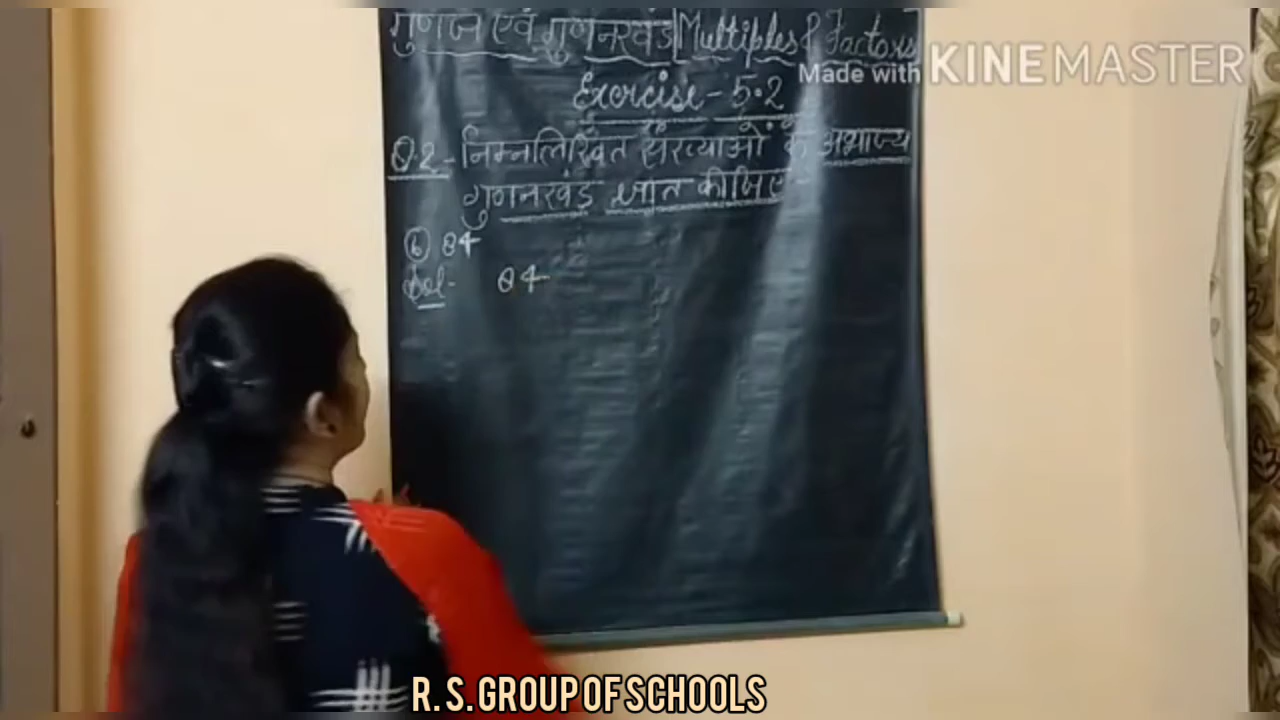 गुणज एवं गुणनखंड|Multiples & Factors
Made with KINEMASTER
Exercise - 5.2
Q.2 - निम्नलिखित संख्याओं के अभाज्य
गुणनखंड ज्ञात कीजिए -
(b) 84
Sol - 84
R. S. GROUP OF SCHOOLS